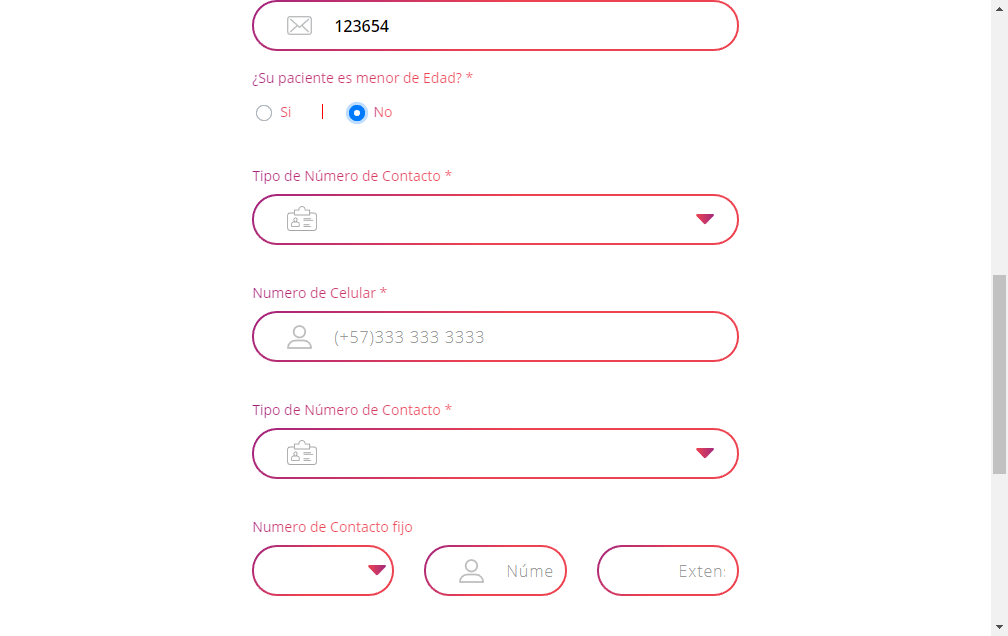 123654
¿Su paciente es menor de Edad? *
Si | No
Tipo de Número de Contacto *
Numero de Celular *
(+57)333 333 3333
Tipo de Número de Contacto *
Numero de Contacto fijo
Núme Exten